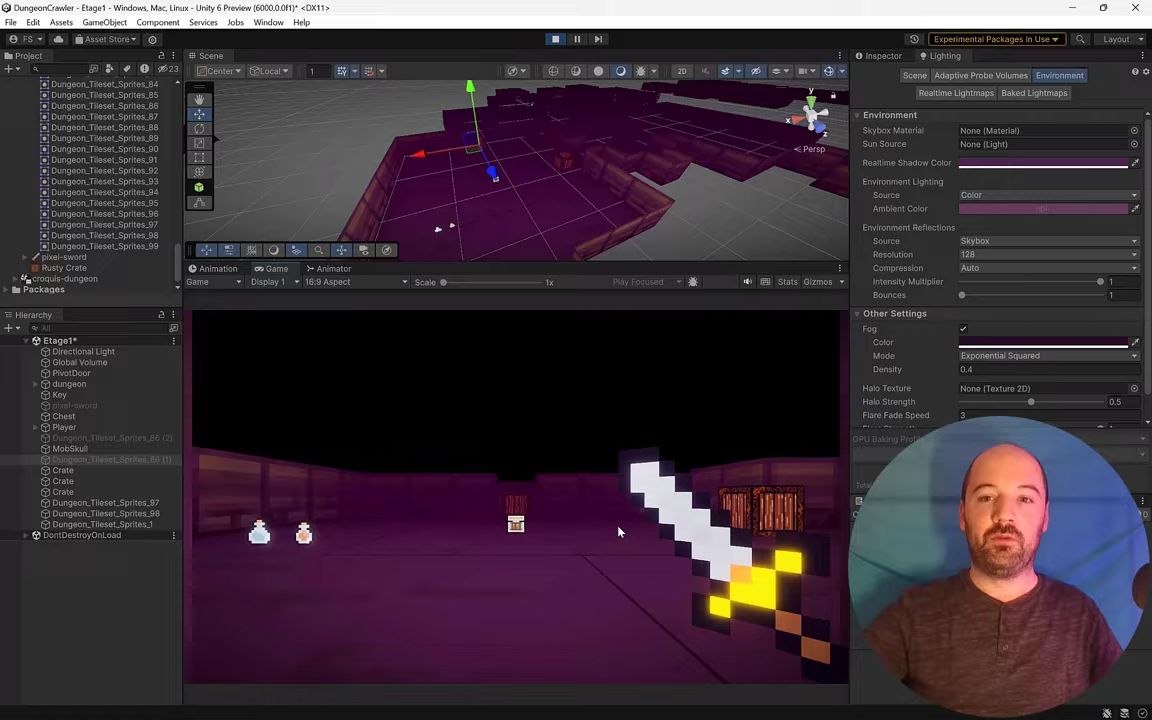 DungeonCrawler - Etage1 - Windows, Mac, Linux - Unity 6 Preview (6000.0.0f1)* <DX11>
File Edit Assets GameObject Component Services Jobs Window Help
FS Asset Store Experimental Packages In Use Layout
Project
23
Dungeon_Tileset_Sprites_84
Dungeon_Tileset_Sprites_85
Dungeon_Tileset_Sprites_86
Dungeon_Tileset_Sprites_87
Dungeon_Tileset_Sprites_88
Dungeon_Tileset_Sprites_89
Dungeon_Tileset_Sprites_90
Dungeon_Tileset_Sprites_91
Dungeon_Tileset_Sprites_92
Dungeon_Tileset_Sprites_93
Dungeon_Tileset_Sprites_94
Dungeon_Tileset_Sprites_95
Dungeon_Tileset_Sprites_96
Dungeon_Tileset_Sprites_97
Dungeon_Tileset_Sprites_98
Dungeon_Tileset_Sprites_99
pixel-sword
Rusty Crate
croquis-dungeon
Packages
Hierarchy
All
Etage1*
Directional Light
Global Volume
PivotDoor
dungeon
Key
pixel-sword
Chest
Player
Dungeon_Tileset_Sprites_86 (2)
MobSkull
Dungeon_Tileset_Sprites_86 (1)
Crate
Crate
Crate
Dungeon_Tileset_Sprites_97
Dungeon_Tileset_Sprites_98
Dungeon_Tileset_Sprites_1
DontDestroyOnLoad
Scene
Center Local 1 2D
y
x
z
Persp
Animation Game Animator
Game Display 1 16:9 Aspect Scale 1x Play Focused Stats Gizmos
Inspector Lighting
Scene Adaptive Probe Volumes Environment
Realtime Lightmaps Baked Lightmaps
Environment
Skybox Material None (Material)
Sun Source None (Light)
Realtime Shadow Color
Environment Lighting
Source Color
Ambient Color HDR
Environment Reflections
Source Skybox
Resolution 128
Compression Auto
Intensity Multiplier 1
Bounces 1
Other Settings
Fog
Color
Mode Exponential Squared
Density 0.4
Halo Texture None (Texture 2D)
Halo Strength 0.5
Flare Fade Speed 3
GPU Baking